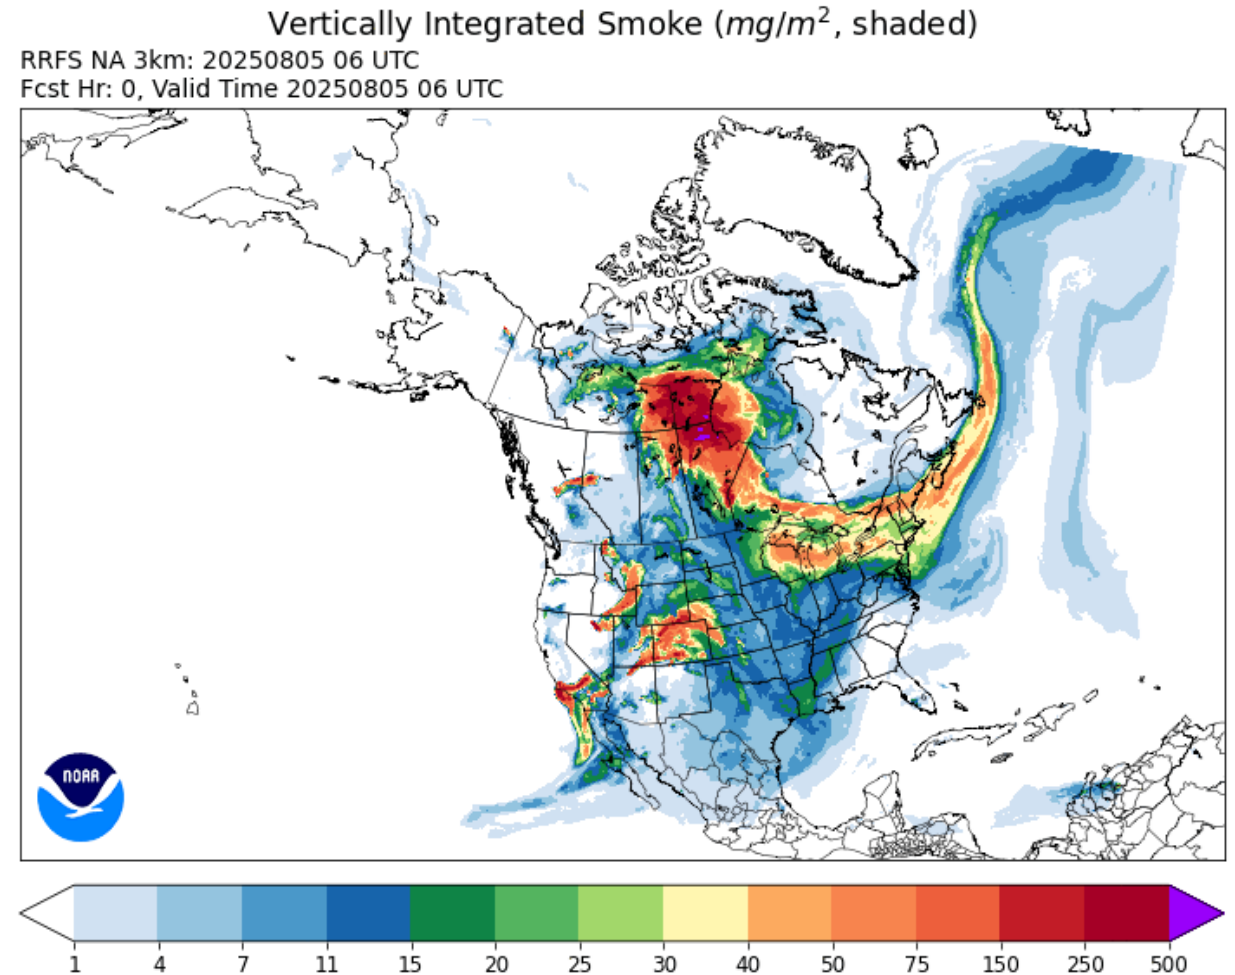 Vertically Integrated Smoke (mg/m², shaded)
RRFS NA 3km: 20250805 06 UTC
Fcst Hr: 0, Valid Time 20250805 06 UTC
NOAA
1 4 7 11 15 20 25 30 40 50 75 150 250 500